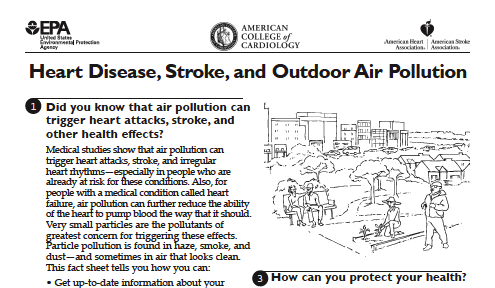 EPA
United States
Environmental Protection
Agency
AMERICAN
COLLEGE of
CARDIOLOGY
American Heart Association®
American Stroke Association®
Heart Disease, Stroke, and Outdoor Air Pollution
1 Did you know that air pollution can
trigger heart attacks, stroke, and
other health effects?
Medical studies show that air pollution can
trigger heart attacks, stroke, and irregular
heart rhythms—especially in people who are
already at risk for these conditions. Also, for
people with a medical condition called heart
failure, air pollution can further reduce the ability
of the heart to pump blood the way that it should.
Very small particles are the pollutants of
greatest concern for triggering these effects.
Particle pollution is found in haze, smoke, and
dust—and sometimes in air that looks clean.
This fact sheet tells you how you can:
• Get up-to-date information about your
3 How can you protect your health?